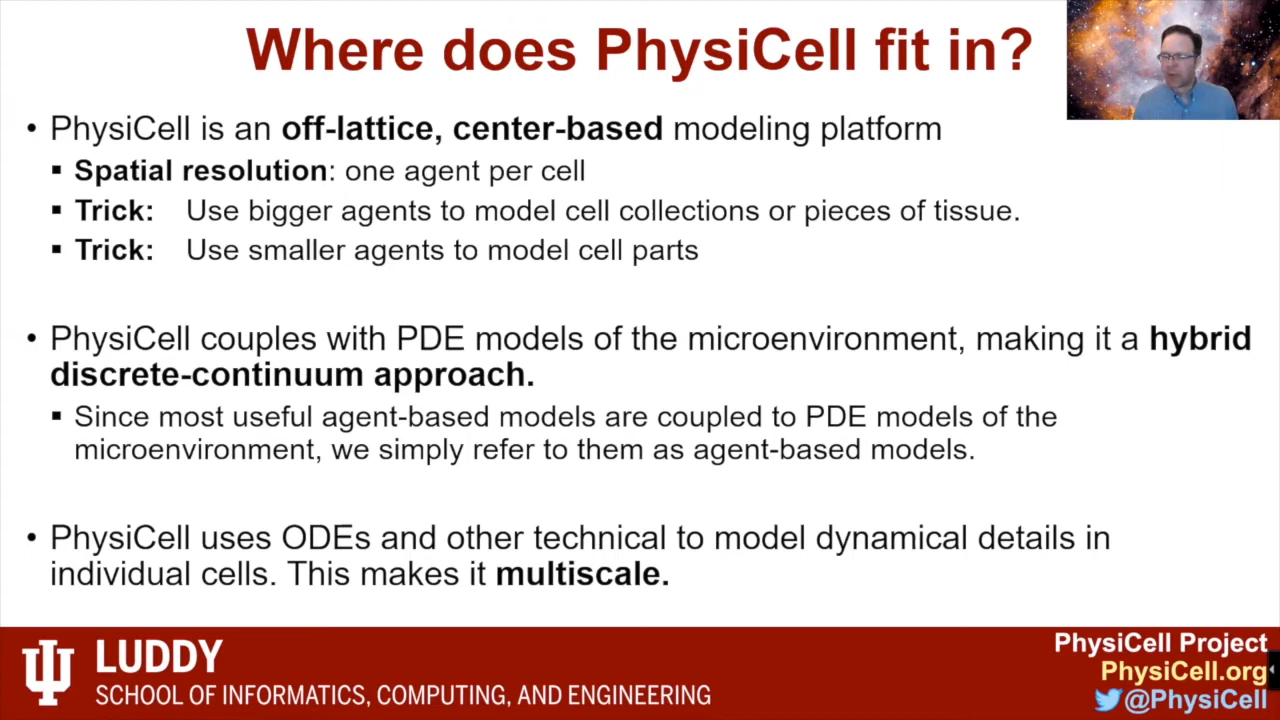 Where does PhysiCell fit in?
• PhysiCell is an off-lattice, center-based modeling platform
▪ Spatial resolution: one agent per cell
▪ Trick: Use bigger agents to model cell collections or pieces of tissue.
▪ Trick: Use smaller agents to model cell parts
• PhysiCell couples with PDE models of the microenvironment, making it a hybrid
discrete-continuum approach.
▪ Since most useful agent-based models are coupled to PDE models of the
microenvironment, we simply refer to them as agent-based models.
• PhysiCell uses ODEs and other technical to model dynamical details in
individual cells. This makes it multiscale.
LUDDY
SCHOOL OF INFORMATICS, COMPUTING, AND ENGINEERING
PhysiCell Project
PhysiCell.org
@PhysiCell